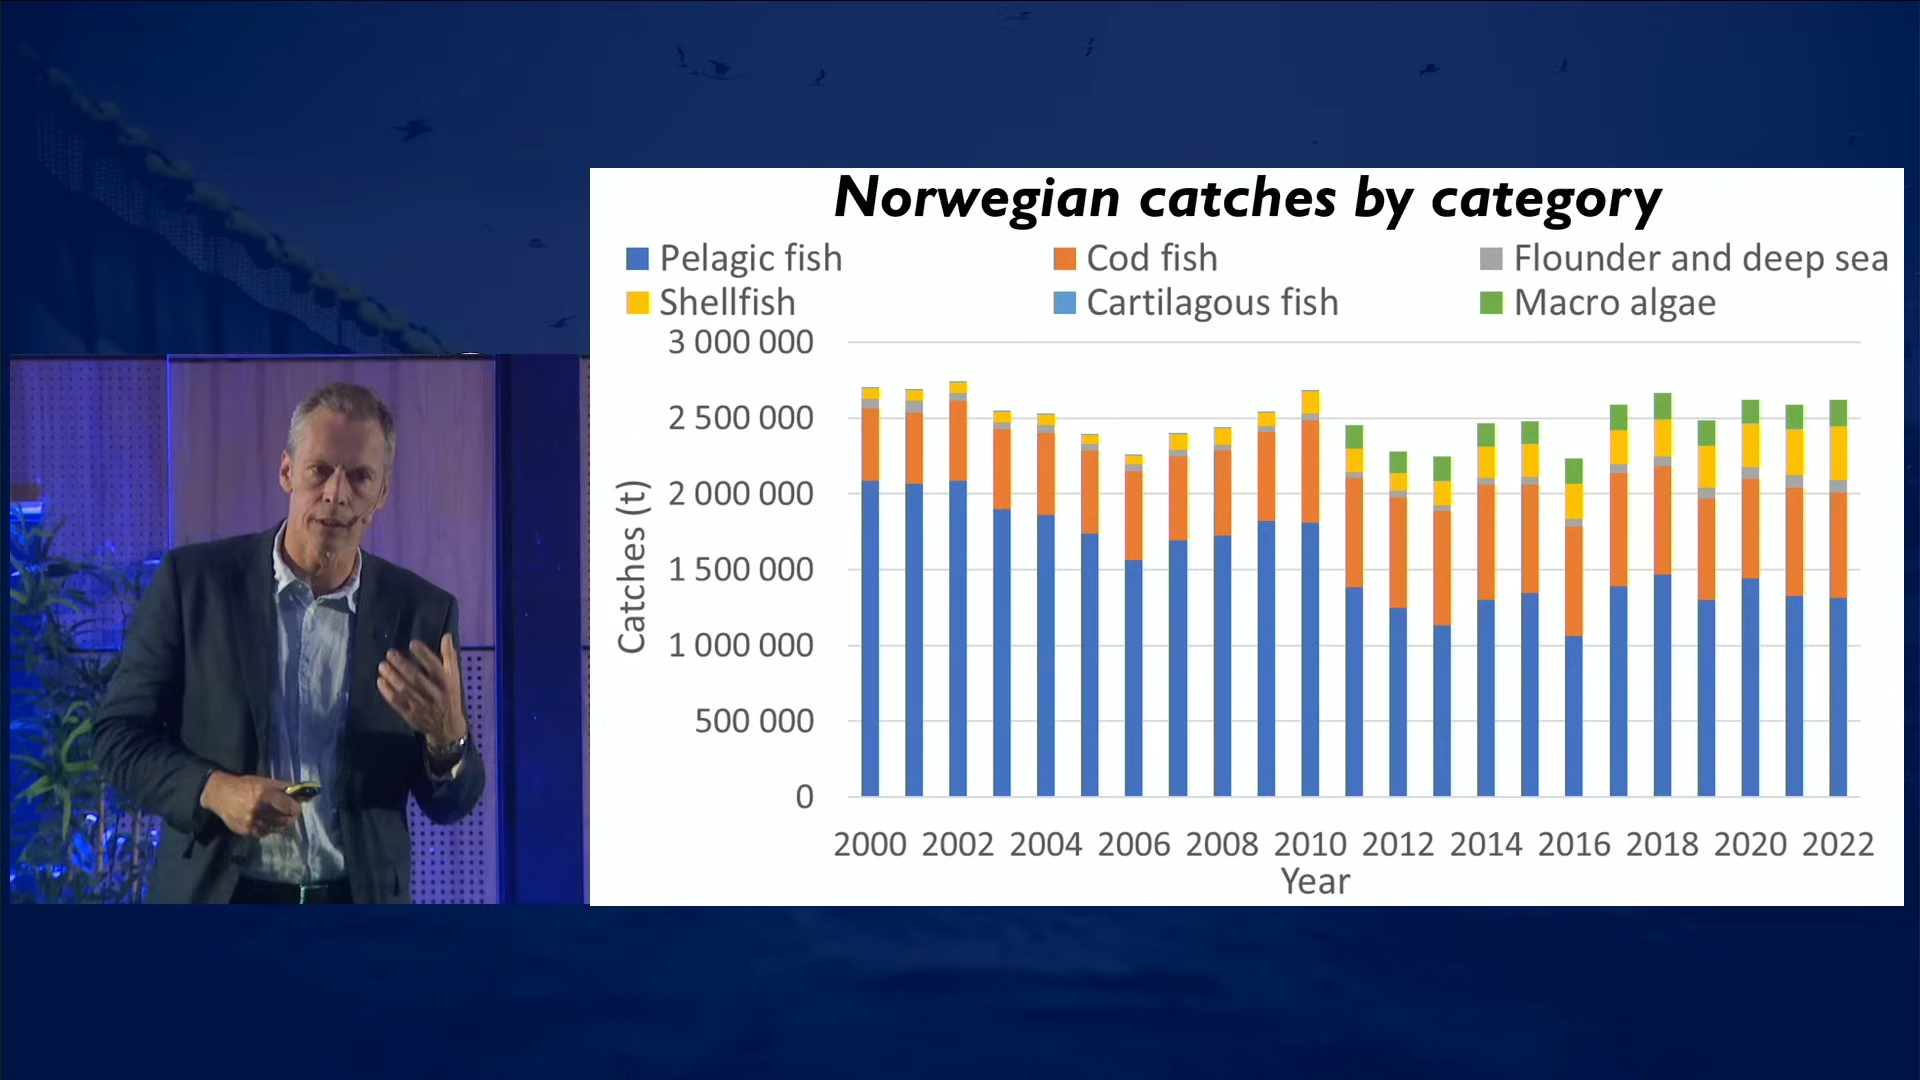 Norwegian catches by category
Pelagic fish Cod fish Flounder and deep sea
Shellfish Cartilagous fish Macro algae
3 000 000
2 500 000
2 000 000
1 500 000
1 000 000
500 000
0
Catches (t)
2000 2002 2004 2006 2008 2010 2012 2014 2016 2018 2020 2022
Year